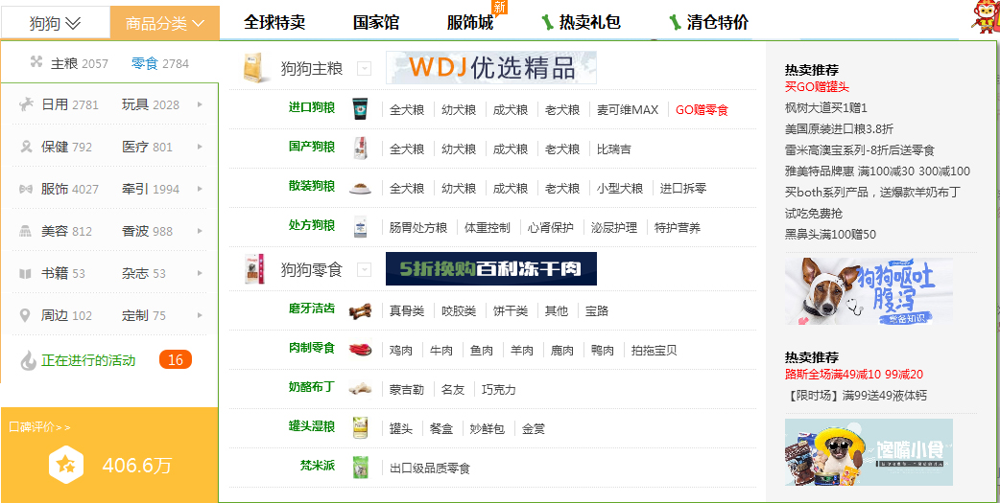 狗狗 商品分类 全球特卖 国家馆 服饰城 新 热卖礼包 清仓特价
主粮 2057 零食 2784
日用 2781 玩具 2028
保健 792 医疗 801
服饰 4027 牵引 1994
美容 812 香波 988
书籍 53 杂志 53
周边 102 定制 75
正在进行的活动 16
口碑评价>>
406.6万
狗狗主粮 WDJ优选精品
进口狗粮 全犬粮 幼犬粮 成犬粮 老犬粮 麦可维MAX GO赠零食
国产狗粮 全犬粮 幼犬粮 成犬粮 老犬粮 比瑞吉
散装狗粮 全犬粮 幼犬粮 成犬粮 老犬粮 小型犬粮 进口拆零
处方狗粮 肠胃处方粮 体重控制 心肾保护 泌尿护理 特护营养
狗狗零食 5折换购百利冻干肉
磨牙洁齿 真骨类 咬胶类 饼干类 其他 宝路
肉制零食 鸡肉 牛肉 鱼肉 羊肉 鹿肉 鸭肉 拍拖宝贝
奶酪布丁 蒙吉勒 名友 巧克力
罐头湿粮 罐头 餐盒 妙鲜包 金赏
梵米派 出口级品质零食
热卖推荐
买GO赠罐头
枫树大道买1赠1
美国原装进口粮3.8折
雷米高澳宝系列-8折后送零食
雅美特品牌惠 满100减30 300减100
买both系列产品，送爆款羊奶布丁
试吃免费抢
黑鼻头满100赠50
狗狗呕吐
腹泻
常备知识
热卖推荐
路斯全场满49减10 99减20
【限时场】满99送49液体钙
馋嘴小食